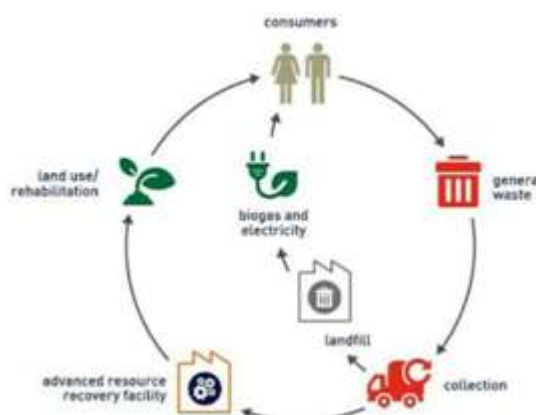 consumers
land use/
rehabilitation
biogas and
electricity
genera
waste
landfill
advanced resource
recovery facility
collection